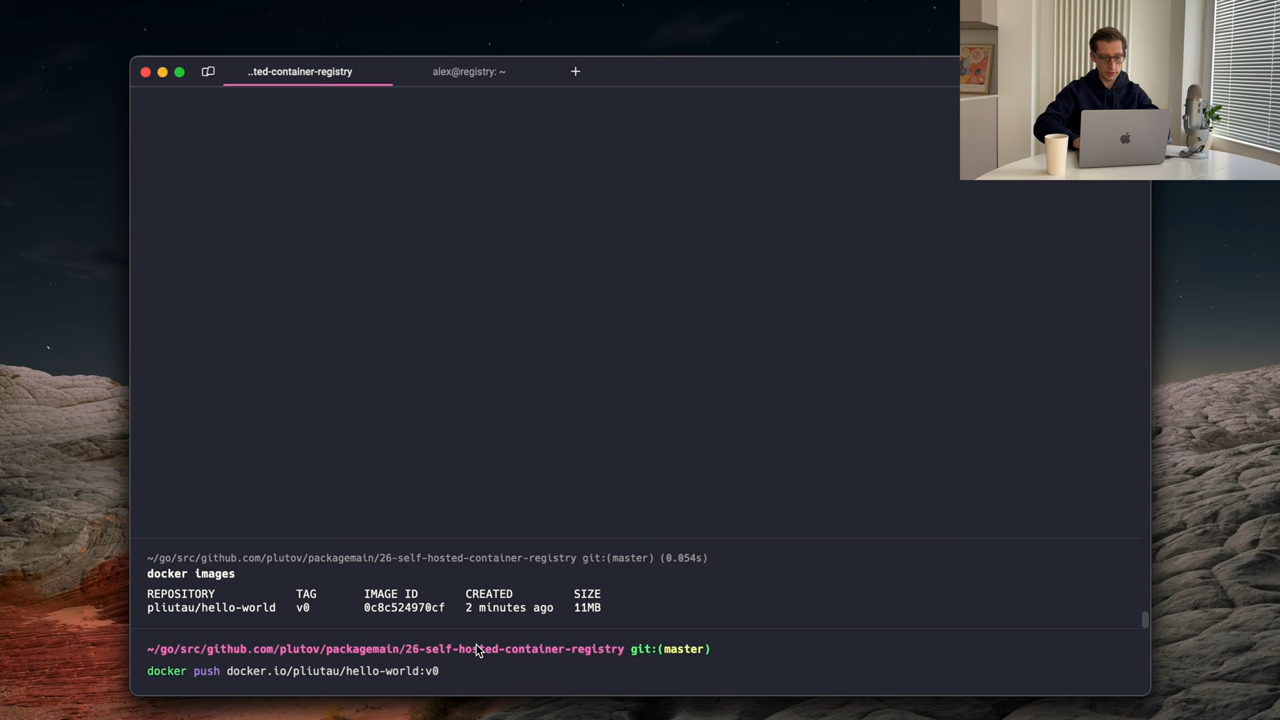 ..ted-container-registry
alex@registry: ~
~/go/src/github.com/plutov/packagemain/26-self-hosted-container-registry git:(master) (0.054s)
docker images
REPOSITORY TAG IMAGE ID CREATED SIZE
pliutau/hello-world v0 0c8c524970cf 2 minutes ago 11MB
~/go/src/github.com/plutov/packagemain/26-self-hosted-container-registry git:(master)
docker push docker.io/pliutau/hello-world:v0